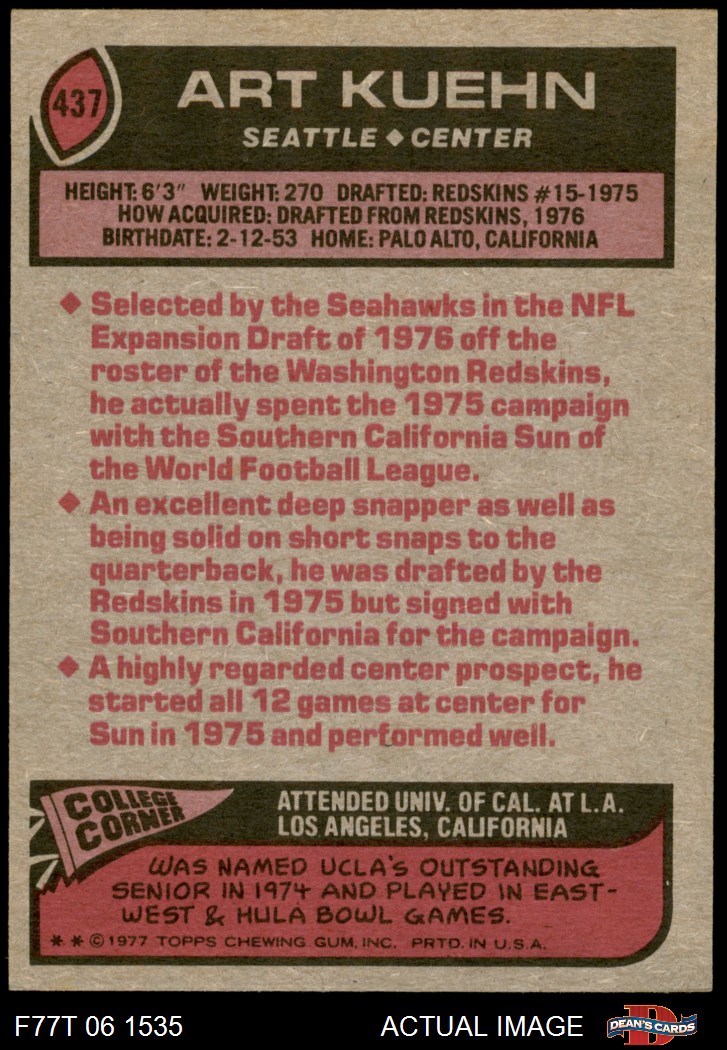 437
ART KUEHN
SEATTLE ◆ CENTER
HEIGHT: 6'3" WEIGHT: 270 DRAFTED: REDSKINS #15-1975
HOW ACQUIRED: DRAFTED FROM REDSKINS, 1976
BIRTHDATE: 2-12-53 HOME: PALO ALTO, CALIFORNIA
◆ Selected by the Seahawks in the NFL
Expansion Draft of 1976 off the
roster of the Washington Redskins,
he actually spent the 1975 campaign
with the Southern California Sun of
the World Football League.
◆ An excellent deep snapper as well as
being solid on short snaps to the
quarterback, he was drafted by the
Redskins in 1975 but signed with
Southern California for the campaign.
◆ A highly regarded center prospect, he
started all 12 games at center for
Sun in 1975 and performed well.
COLLEGE
CORNER
ATTENDED UNIV. OF CAL. AT L.A.
LOS ANGELES, CALIFORNIA
WAS NAMED UCLA'S OUTSTANDING
SENIOR IN 1974 AND PLAYED IN EAST-
WEST & HULA BOWL GAMES.
* * © 1977 TOPPS CHEWING GUM, INC. PRTD. IN U.S.A.
F77T 06 1535
ACTUAL IMAGE
D
DEAN'S CARDS